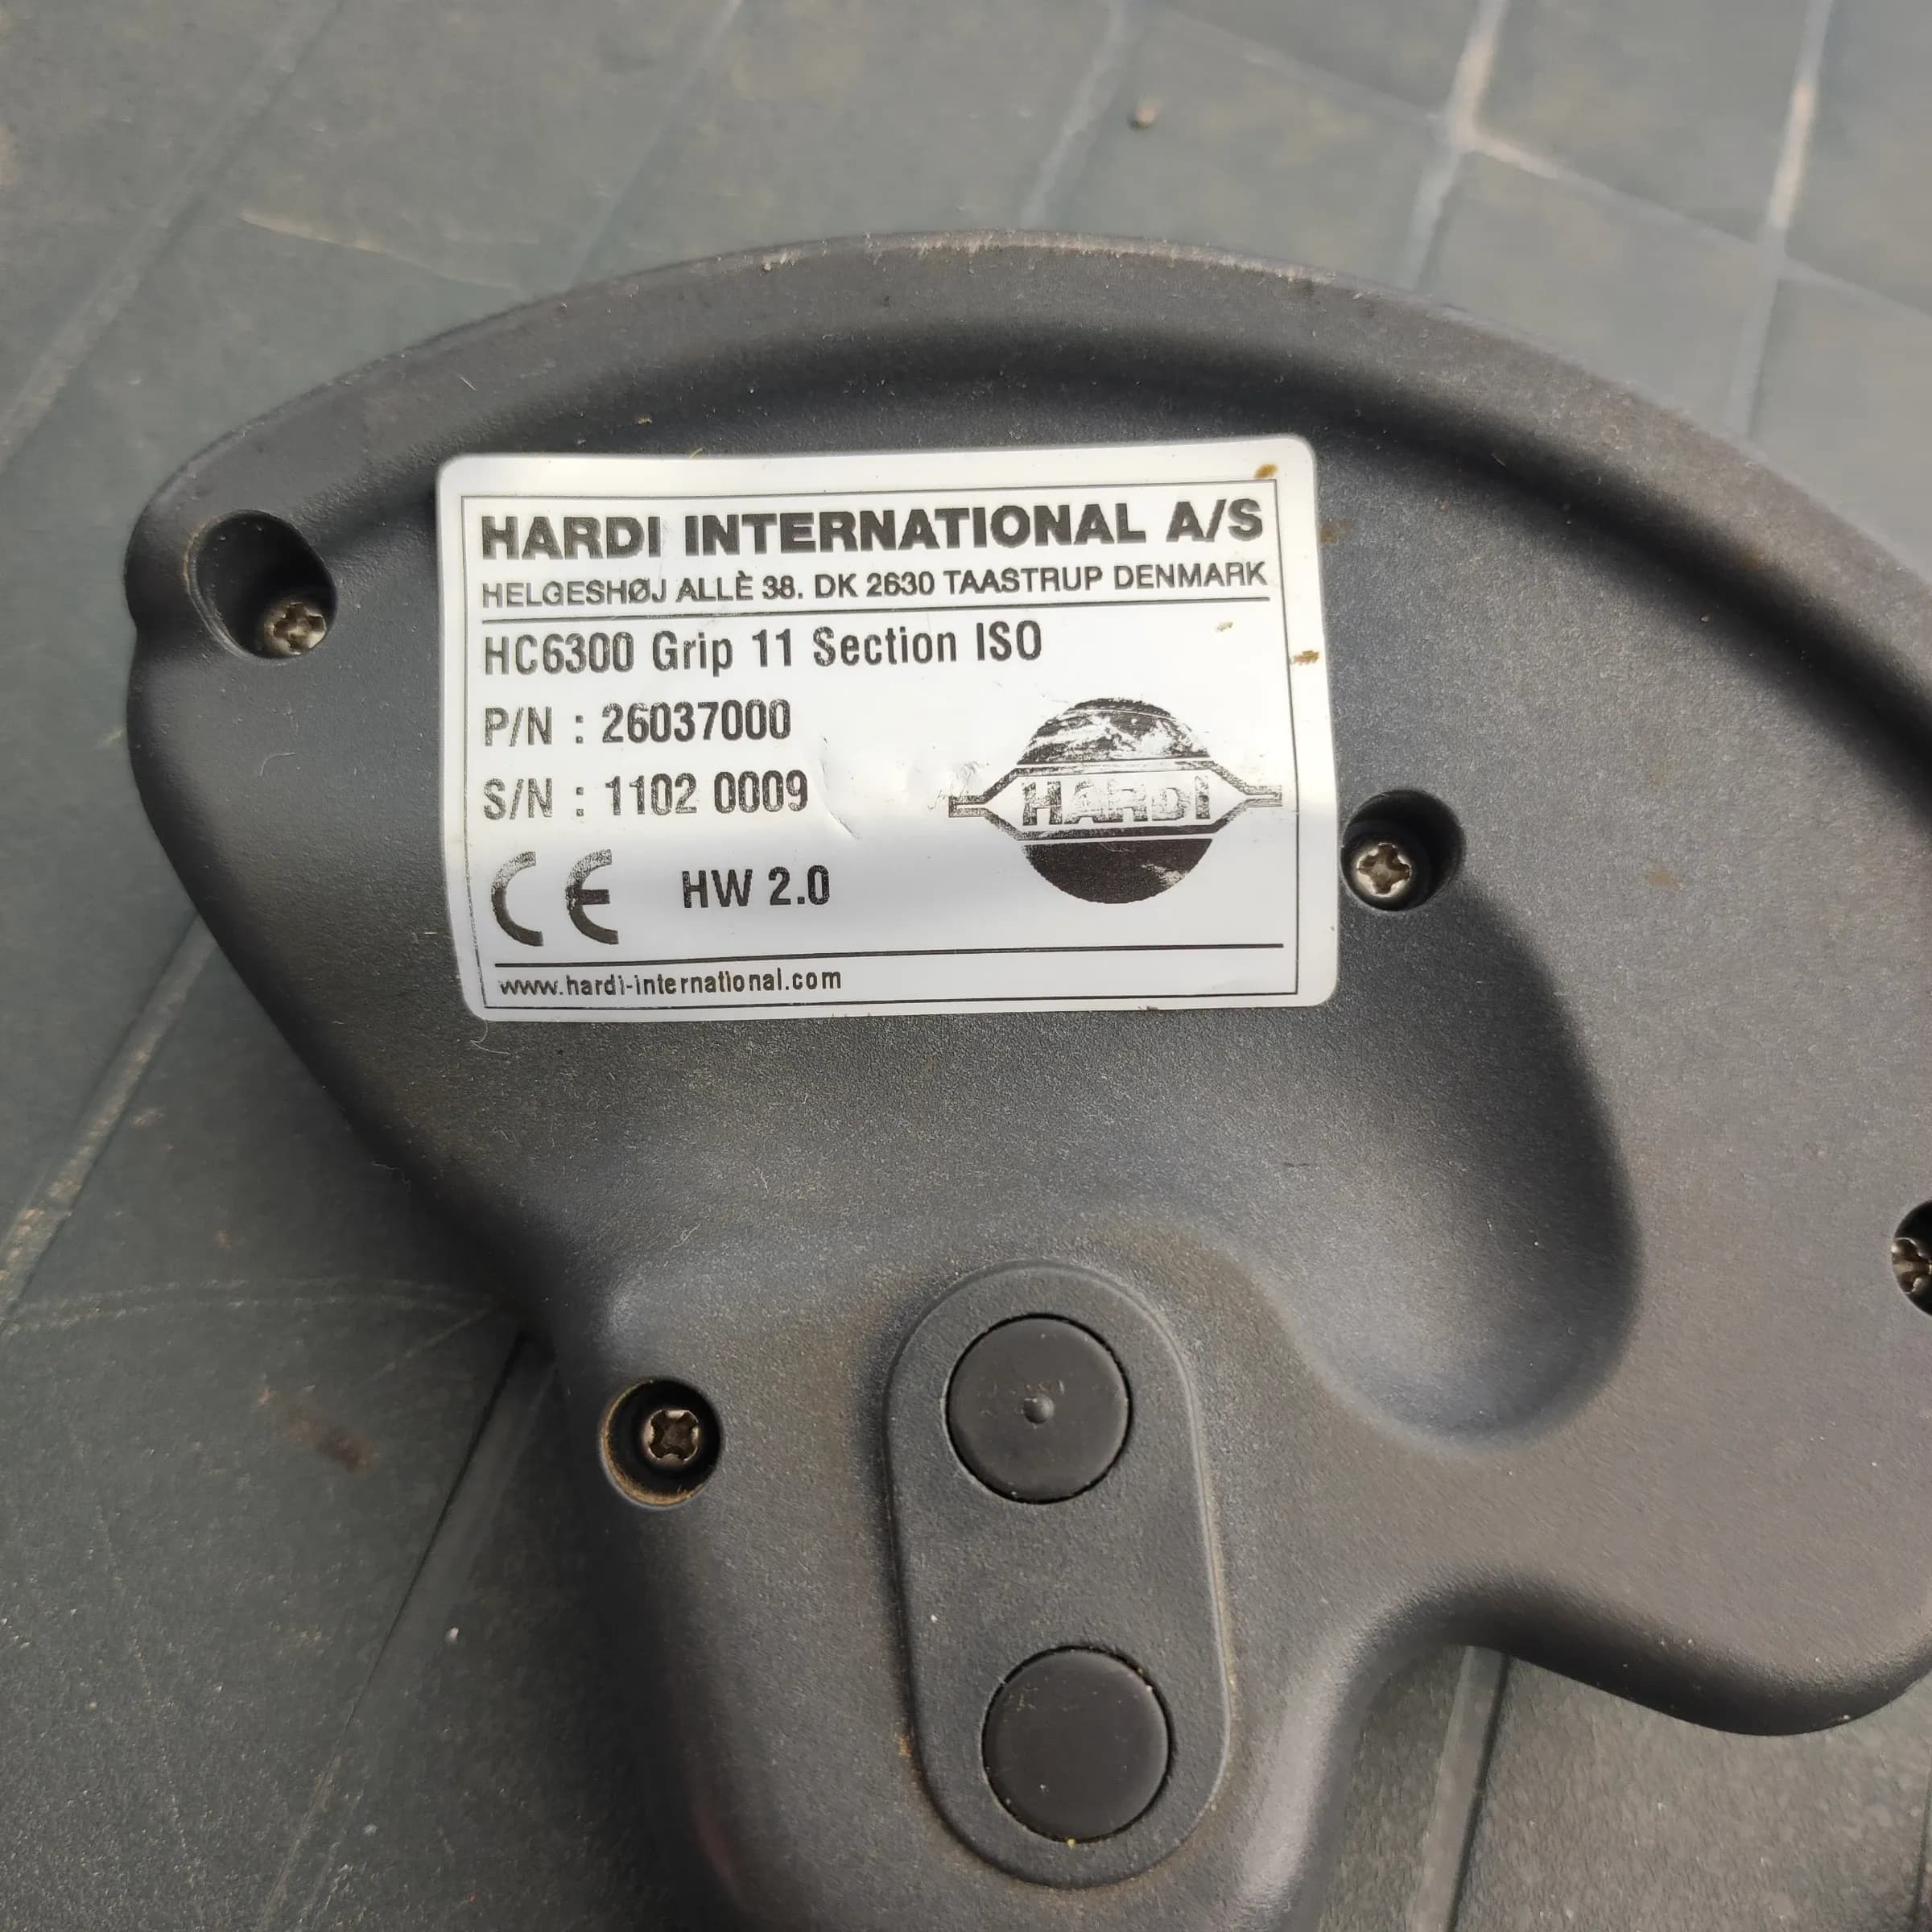 HARDI INTERNATIONAL A/S
HELGESHØJ ALLÈ 38. DK 2630 TAASTRUP DENMARK
HC6300 Grip 11 Section ISO
P/N : 26037000
S/N : 1102 0009
HARDI
CE HW 2.0
www.hardi-international.com